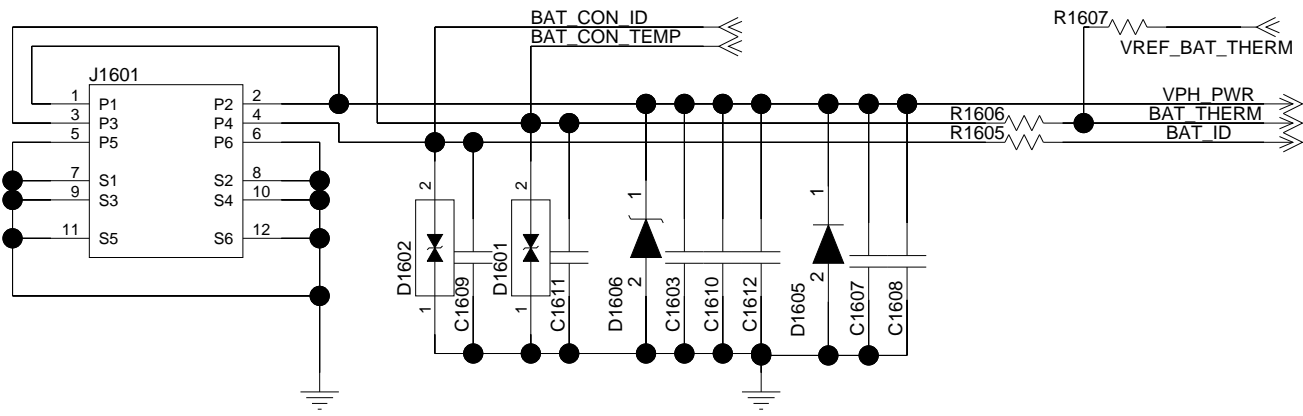 BAT_CON_ID
BAT_CON_TEMP
R1607
VREF_BAT_THERM
J1601
1 P1 P2 2
3 P3 P4 4
5 P5 P6 6
7 S1 S2 8
9 S3 S4 10
11 S5 S6 12
VPH_PWR
R1606 BAT_THERM
R1605 BAT_ID
2 2 1 1
D1602 C1609 D1601 C1611 D1606 C1603 C1610 C1612 D1605 C1607 C1608
1 1 2 2